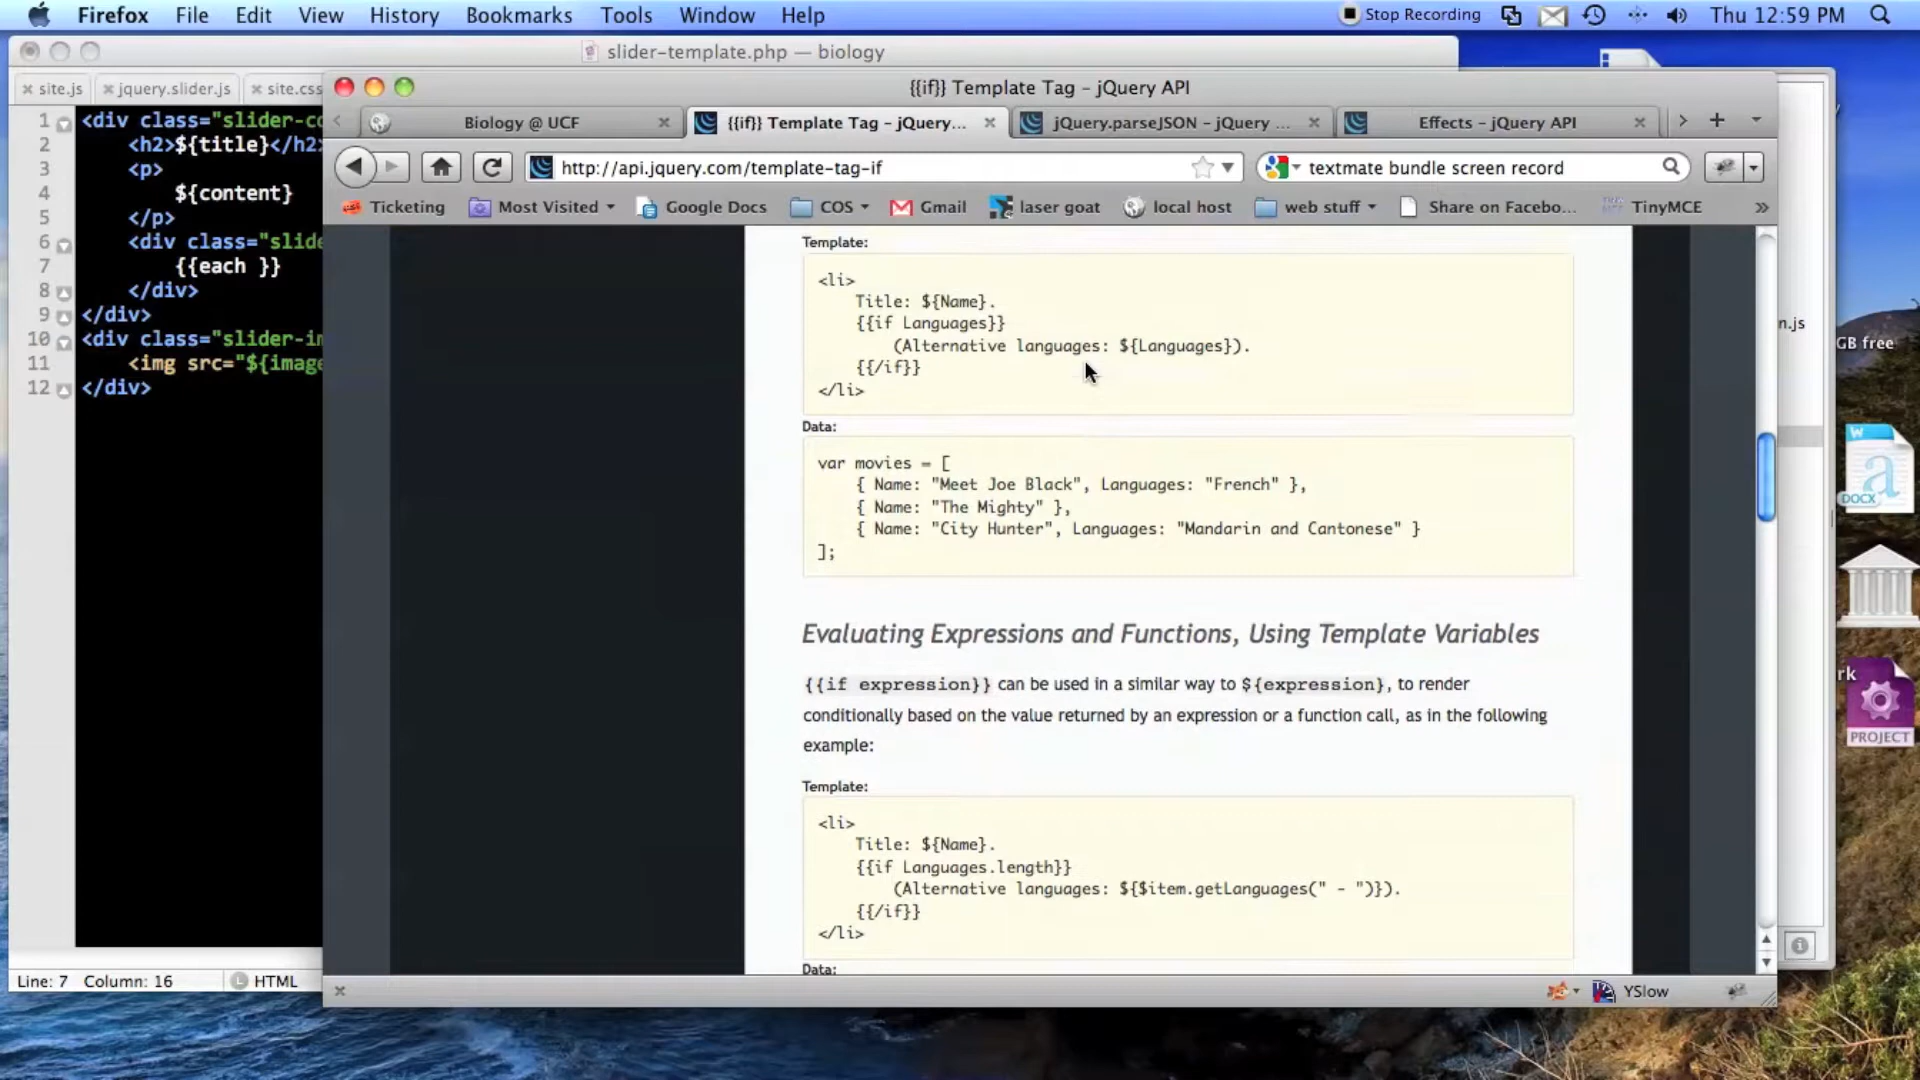 Firefox File Edit View History Bookmarks Tools Window Help Stop Recording Thu 12:59 PM
slider-template.php — biology
site.js jquery.slider.js site.css
{{if}} Template Tag – jQuery API
Biology @ UCF {{if}} Template Tag – jQuery... jQuery.parseJSON – jQuery ... Effects – jQuery API
http://api.jquery.com/template-tag-if textmate bundle screen record
Ticketing Most Visited Google Docs COS Gmail laser goat local host web stuff Share on Facebo... TinyMCE »
1 <div class="slider-co
2 <h2>${title}</h2>
3 <p>
4 ${content}
5 </p>
6 <div class="slide
7 {{each }}
8 </div>
9 </div>
10 <div class="slider-im
11 <img src="${image
12 </div>
Line: 7 Column: 16 HTML
Template:
<li>
Title: ${Name}.
{{if Languages}}
(Alternative languages: ${Languages}).
{{/if}}
</li>
Data:
var movies = [
{ Name: "Meet Joe Black", Languages: "French" },
{ Name: "The Mighty" },
{ Name: "City Hunter", Languages: "Mandarin and Cantonese" }
];
Evaluating Expressions and Functions, Using Template Variables
{{if expression}} can be used in a similar way to ${expression}, to render
conditionally based on the value returned by an expression or a function call, as in the following
example:
Template:
<li>
Title: ${Name}.
{{if Languages.length}}
(Alternative languages: ${$item.getLanguages(" - ")}).
{{/if}}
</li>
Data:
YSlow
n.js
GB free
DOCX
rk
PROJECT